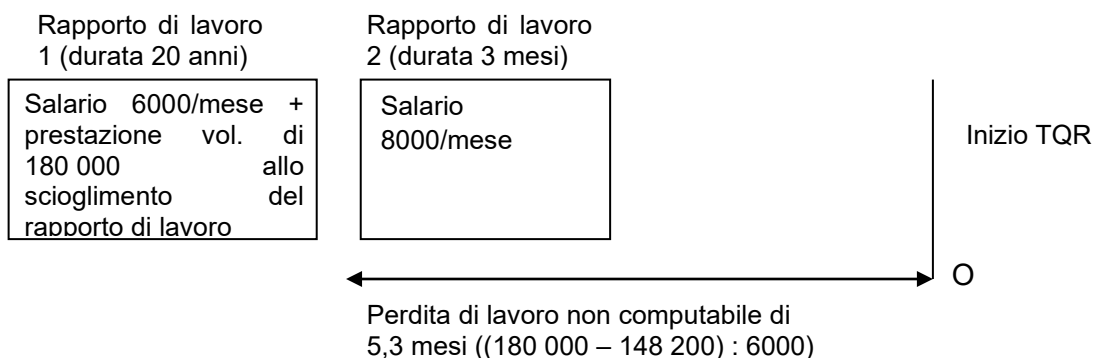 Rapporto di lavoro
1 (durata 20 anni)
Rapporto di lavoro
2 (durata 3 mesi)
Salario 6000/mese +
prestazione vol. di
180 000 allo
scioglimento del
rapporto di lavoro
Salario
8000/mese
Inizio TQR
O
Perdita di lavoro non computabile di
5,3 mesi ((180 000 – 148 200) : 6000)